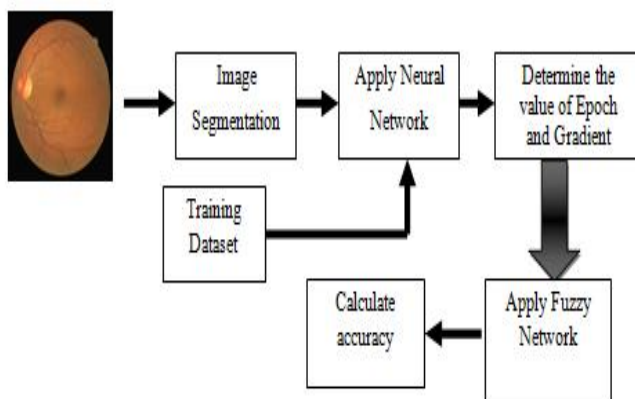 Image
Segmentation
Apply Neural
Network
Determine the
value of Epoch
and Gradient
Training
Dataset
Calculate
accuracy
Apply Fuzzy
Network